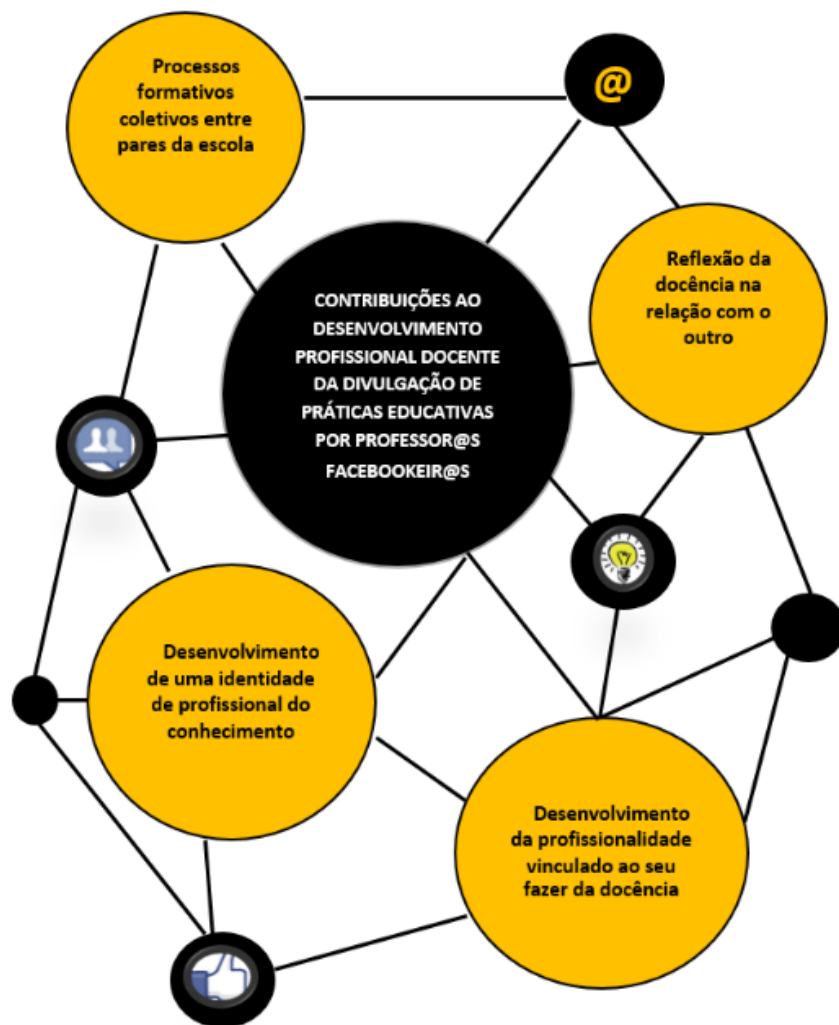 Processos
formativos
coletivos entre
pares da escola
@
Reflexão da
docência na
relação com o
outro
CONTRIBUIÇÕES AO
DESENVOLVIMENTO
PROFISSIONAL DOCENTE
DA DIVULGAÇÃO DE
PRÁTICAS EDUCATIVAS
POR PROFESSOR@S
FACEBOOKEIR@S
Desenvolvimento
de uma identidade
de profissional do
conhecimento
Desenvolvimento
da profissionalidade
vinculado ao seu
fazer da docência